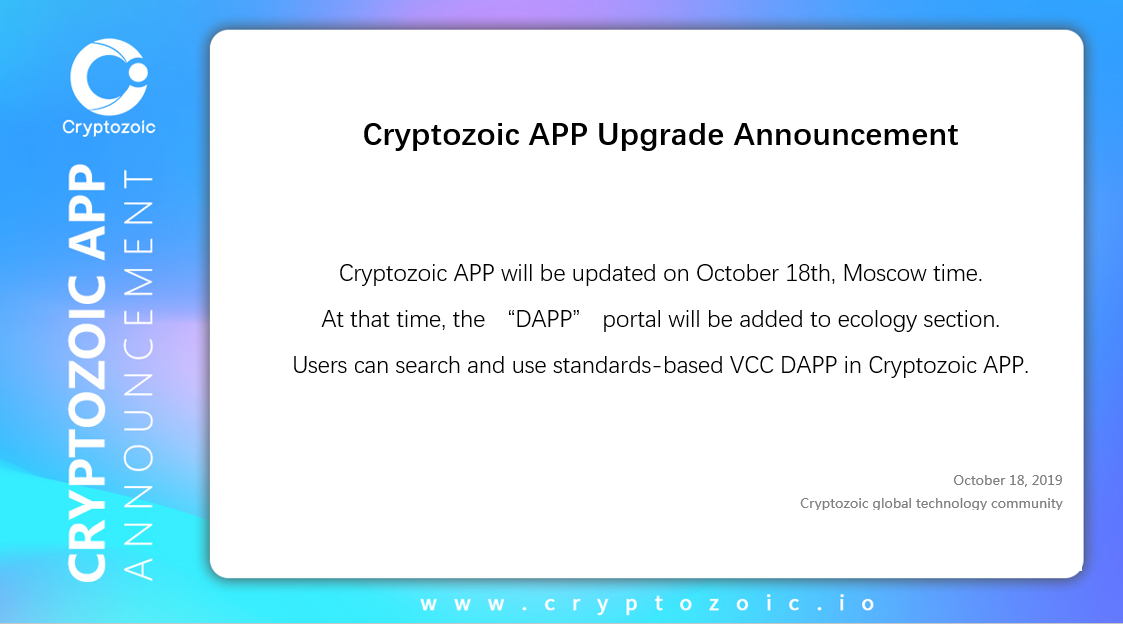 Cryptozoic
CRYPTOZOIC APP
ANNOUNCEMENT
Cryptozoic APP Upgrade Announcement
Cryptozoic APP will be updated on October 18th, Moscow time.
At that time, the “DAPP” portal will be added to ecology section.
Users can search and use standards-based VCC DAPP in Cryptozoic APP.
October 18, 2019
Cryptozoic global technology community
www.cryptozoic.io